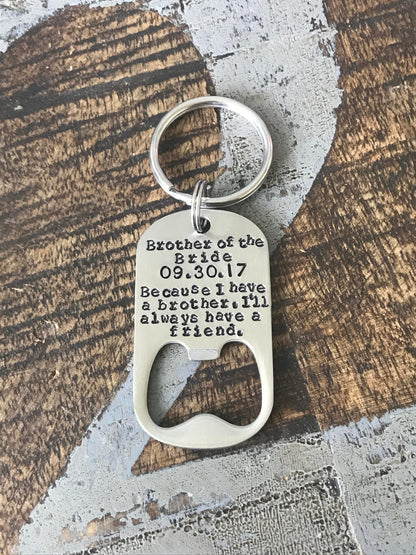 Brother of the
Bride
09.30.17
Because I have
a brother. I'll
always have a
friend.